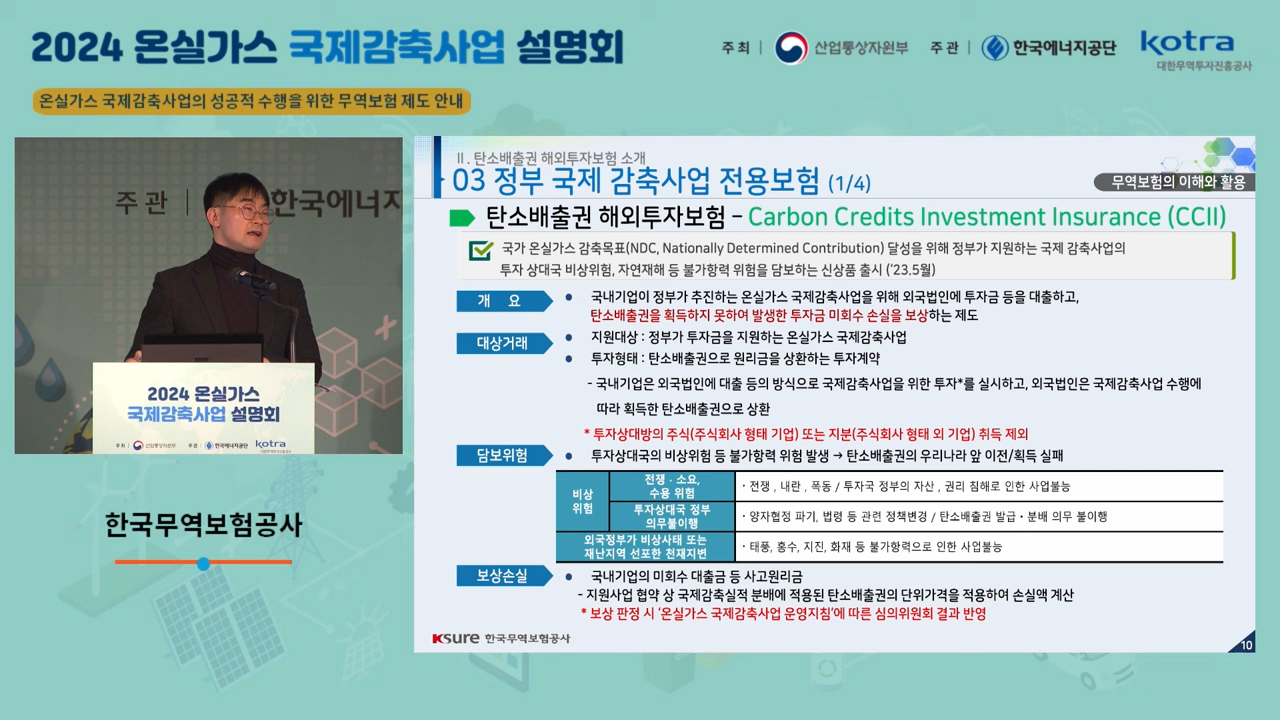 2024 온실가스 국제감축사업 설명회
주 최 | 산업통상자원부 주 관 | 한국에너지공단 kotra
대한무역투자진흥공사
온실가스 국제감축사업의 성공적 수행을 위한 무역보험 제도 안내
주 관 | 한국에너지
2024 온실가스
국제감축사업 설명회
주 최 | 산업통상자원부 주 관 | 한국에너지공단 kotra
한국무역보험공사
Ⅱ. 탄소배출권 해외투자보험 소개
03 정부 국제 감축사업 전용보험 (1/4)
무역보험의 이해와 활용
탄소배출권 해외투자보험 – Carbon Credits Investment Insurance (CCII)
국가 온실가스 감축목표(NDC, Nationally Determined Contribution) 달성을 위해 정부가 지원하는 국제 감축사업의
투자 상대국 비상위험, 자연재해 등 불가항력 위험을 담보하는 신상품 출시 ('23.5월)
개 요
• 국내기업이 정부가 추진하는 온실가스 국제감축사업을 위해 외국법인에 투자금 등을 대출하고,
탄소배출권을 획득하지 못하여 발생한 투자금 미회수 손실을 보상하는 제도
대상거래
• 지원대상 : 정부가 투자금을 지원하는 온실가스 국제감축사업
• 투자형태 : 탄소배출권으로 원리금을 상환하는 투자계약
- 국내기업은 외국법인에 대출 등의 방식으로 국제감축사업을 위한 투자*를 실시하고, 외국법인은 국제감축사업 수행에
따라 획득한 탄소배출권으로 상환
* 투자상대방의 주식(주식회사 형태 기업) 또는 지분(주식회사 형태 외 기업) 취득 제외
담보위험
• 투자상대국의 비상위험 등 불가항력 위험 발생 → 탄소배출권의 우리나라 앞 이전/획득 실패
비상
위험
전쟁 · 소요,
수용 위험
· 전쟁 , 내란 , 폭동 / 투자국 정부의 자산 , 권리 침해로 인한 사업불능
투자상대국 정부
의무불이행
· 양자협정 파기, 법령 등 관련 정책변경 / 탄소배출권 발급 · 분배 의무 불이행
외국정부가 비상사태 또는
재난지역 선포한 천재지변
· 태풍, 홍수, 지진, 화재 등 불가항력으로 인한 사업불능
보상손실
• 국내기업의 미회수 대출금 등 사고원리금
- 지원사업 협약 상 국제감축실적 분배에 적용된 탄소배출권의 단위가격을 적용하여 손실액 계산
* 보상 판정 시 '온실가스 국제감축사업 운영지침'에 따른 심의위원회 결과 반영
Ksure 한국무역보험공사
10